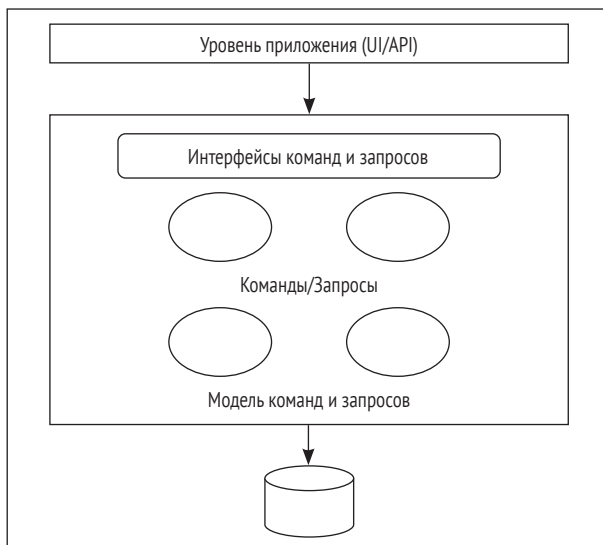 Уровень приложения (UI/API)
Интерфейсы команд и запросов
Команды/Запросы
Модель команд и запросов